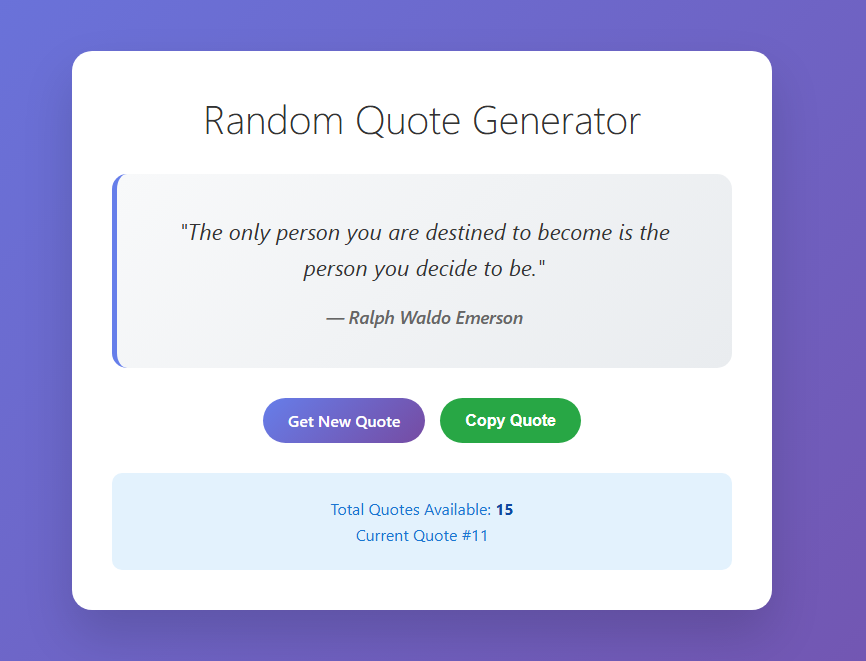 Random Quote Generator
"The only person you are destined to become is the
person you decide to be."
— Ralph Waldo Emerson
Get New Quote
Copy Quote
Total Quotes Available: 15
Current Quote #11